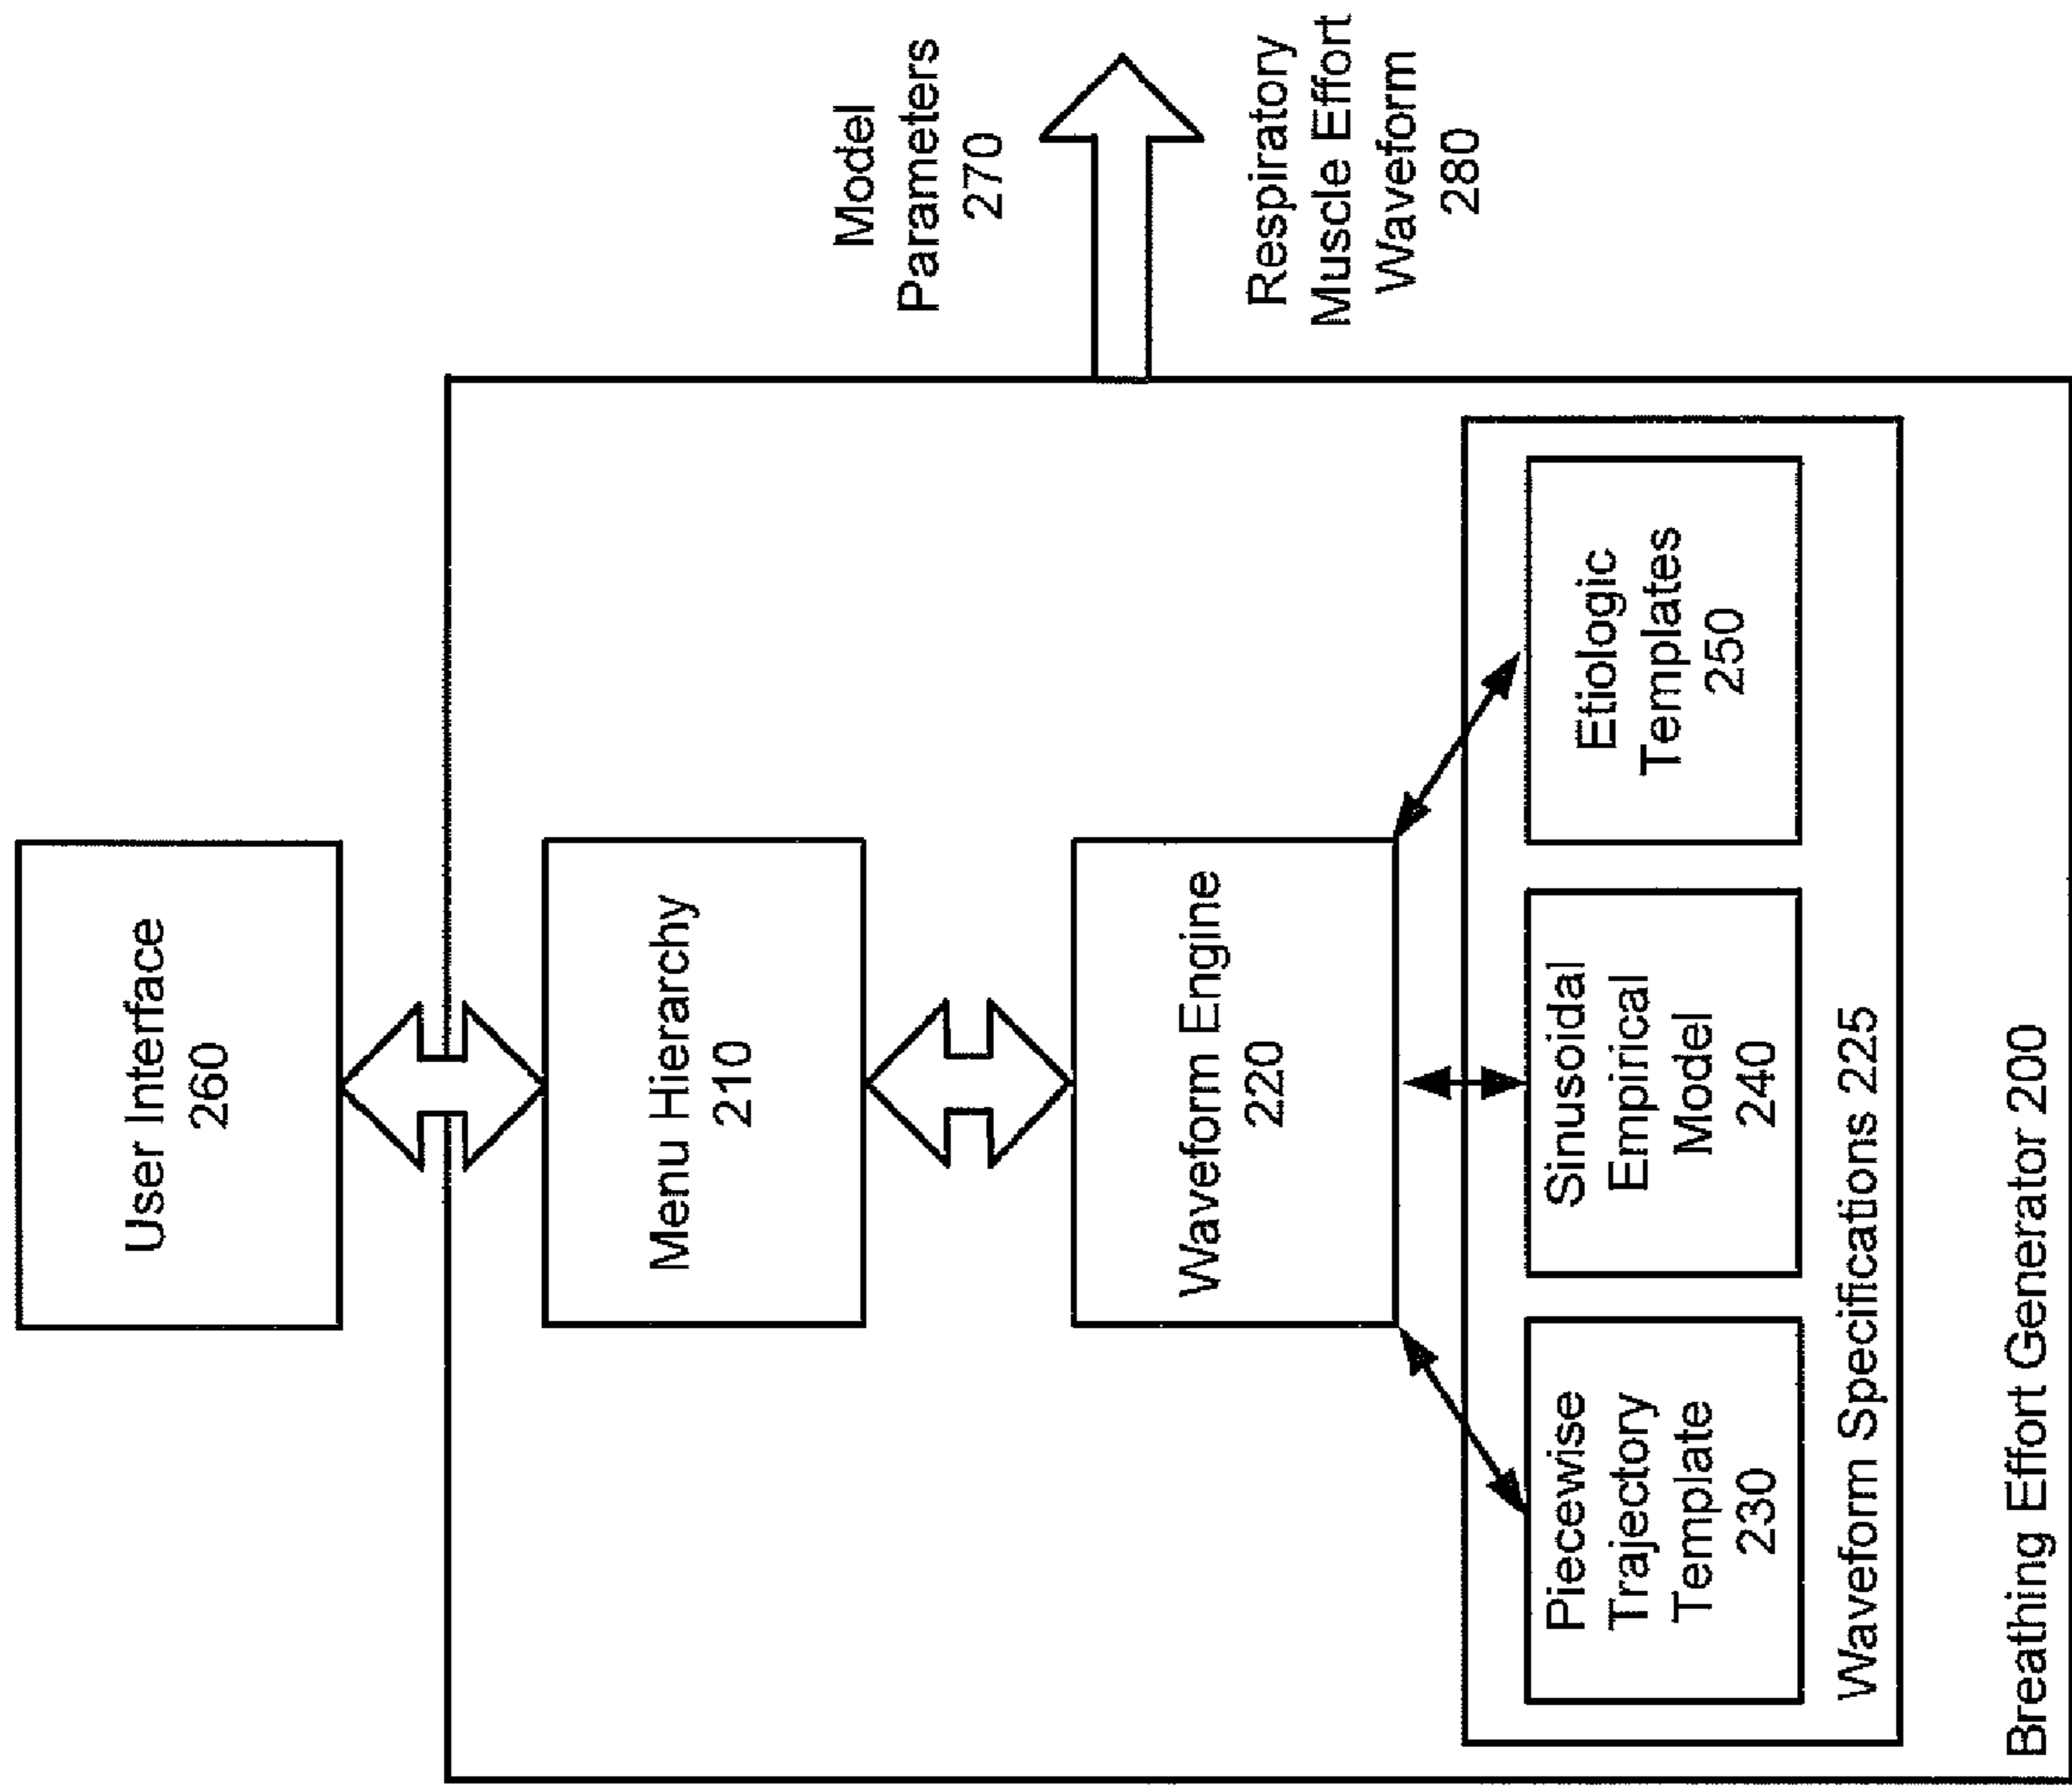 User Interface
260
Menu Hierarchy
210
Waveform Engine
220
Piecewise
Trajectory
Template
230
Sinusoidal
Empirical
Model
240
Etiologic
Templates
250
Waveform Specifications 225
Breathing Effort Generator 200
Model
Parameters
270
Respiratory
Muscle Effort
Waveform
280